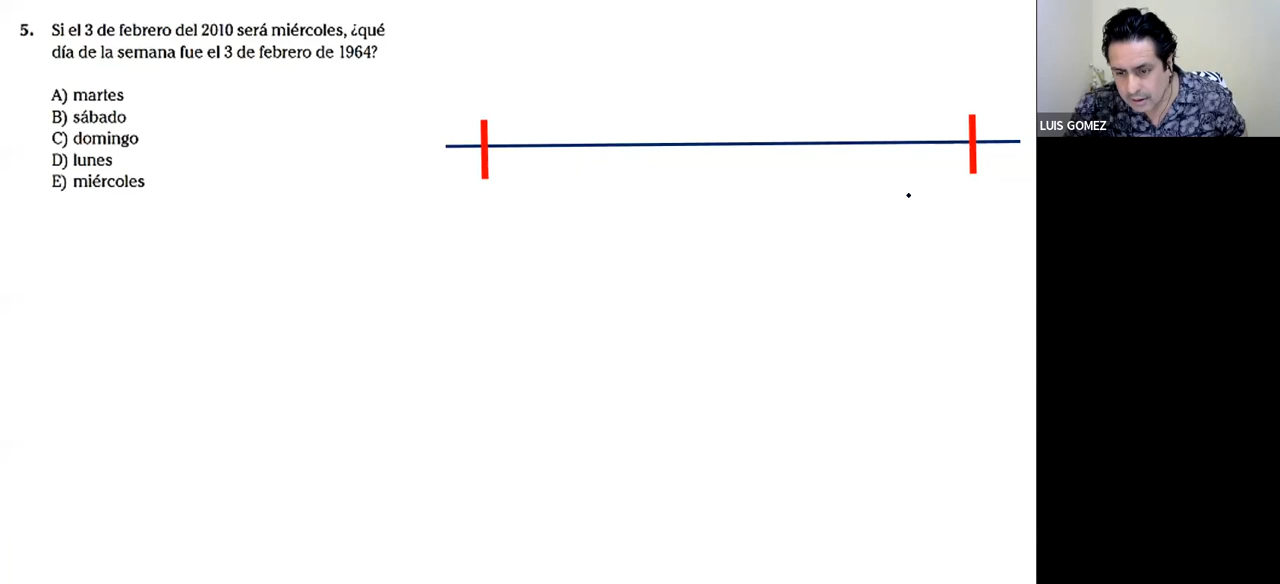 5. Si el 3 de febrero del 2010 será miércoles, ¿qué
día de la semana fue el 3 de febrero de 1964?
A) martes
B) sábado
C) domingo
D) lunes
E) miércoles
LUIS GOMEZ